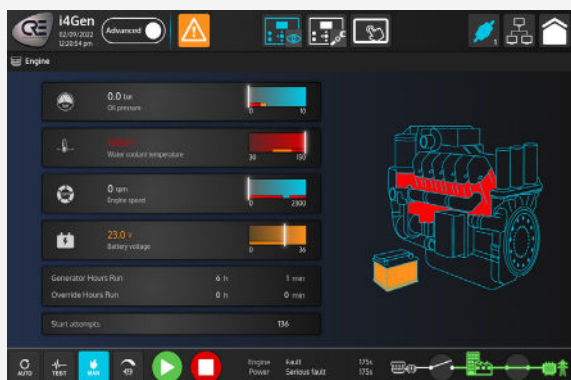 CRE
i4Gen
02/09/2022
12:20:54 pm
Advanced
1
Engine
0.0 bar
Oil pressure
0 10
Water coolant temperature
30 150
0 rpm
Engine speed
0 2300
23.0 V
Battery voltage
0 36
Generator Hours Run 6 h 1 min
Override Hours Run 0 h 0 min
Start attempts 136
AUTO
TEST
MAN
Engine Fault 175s
Power Serious fault 175s